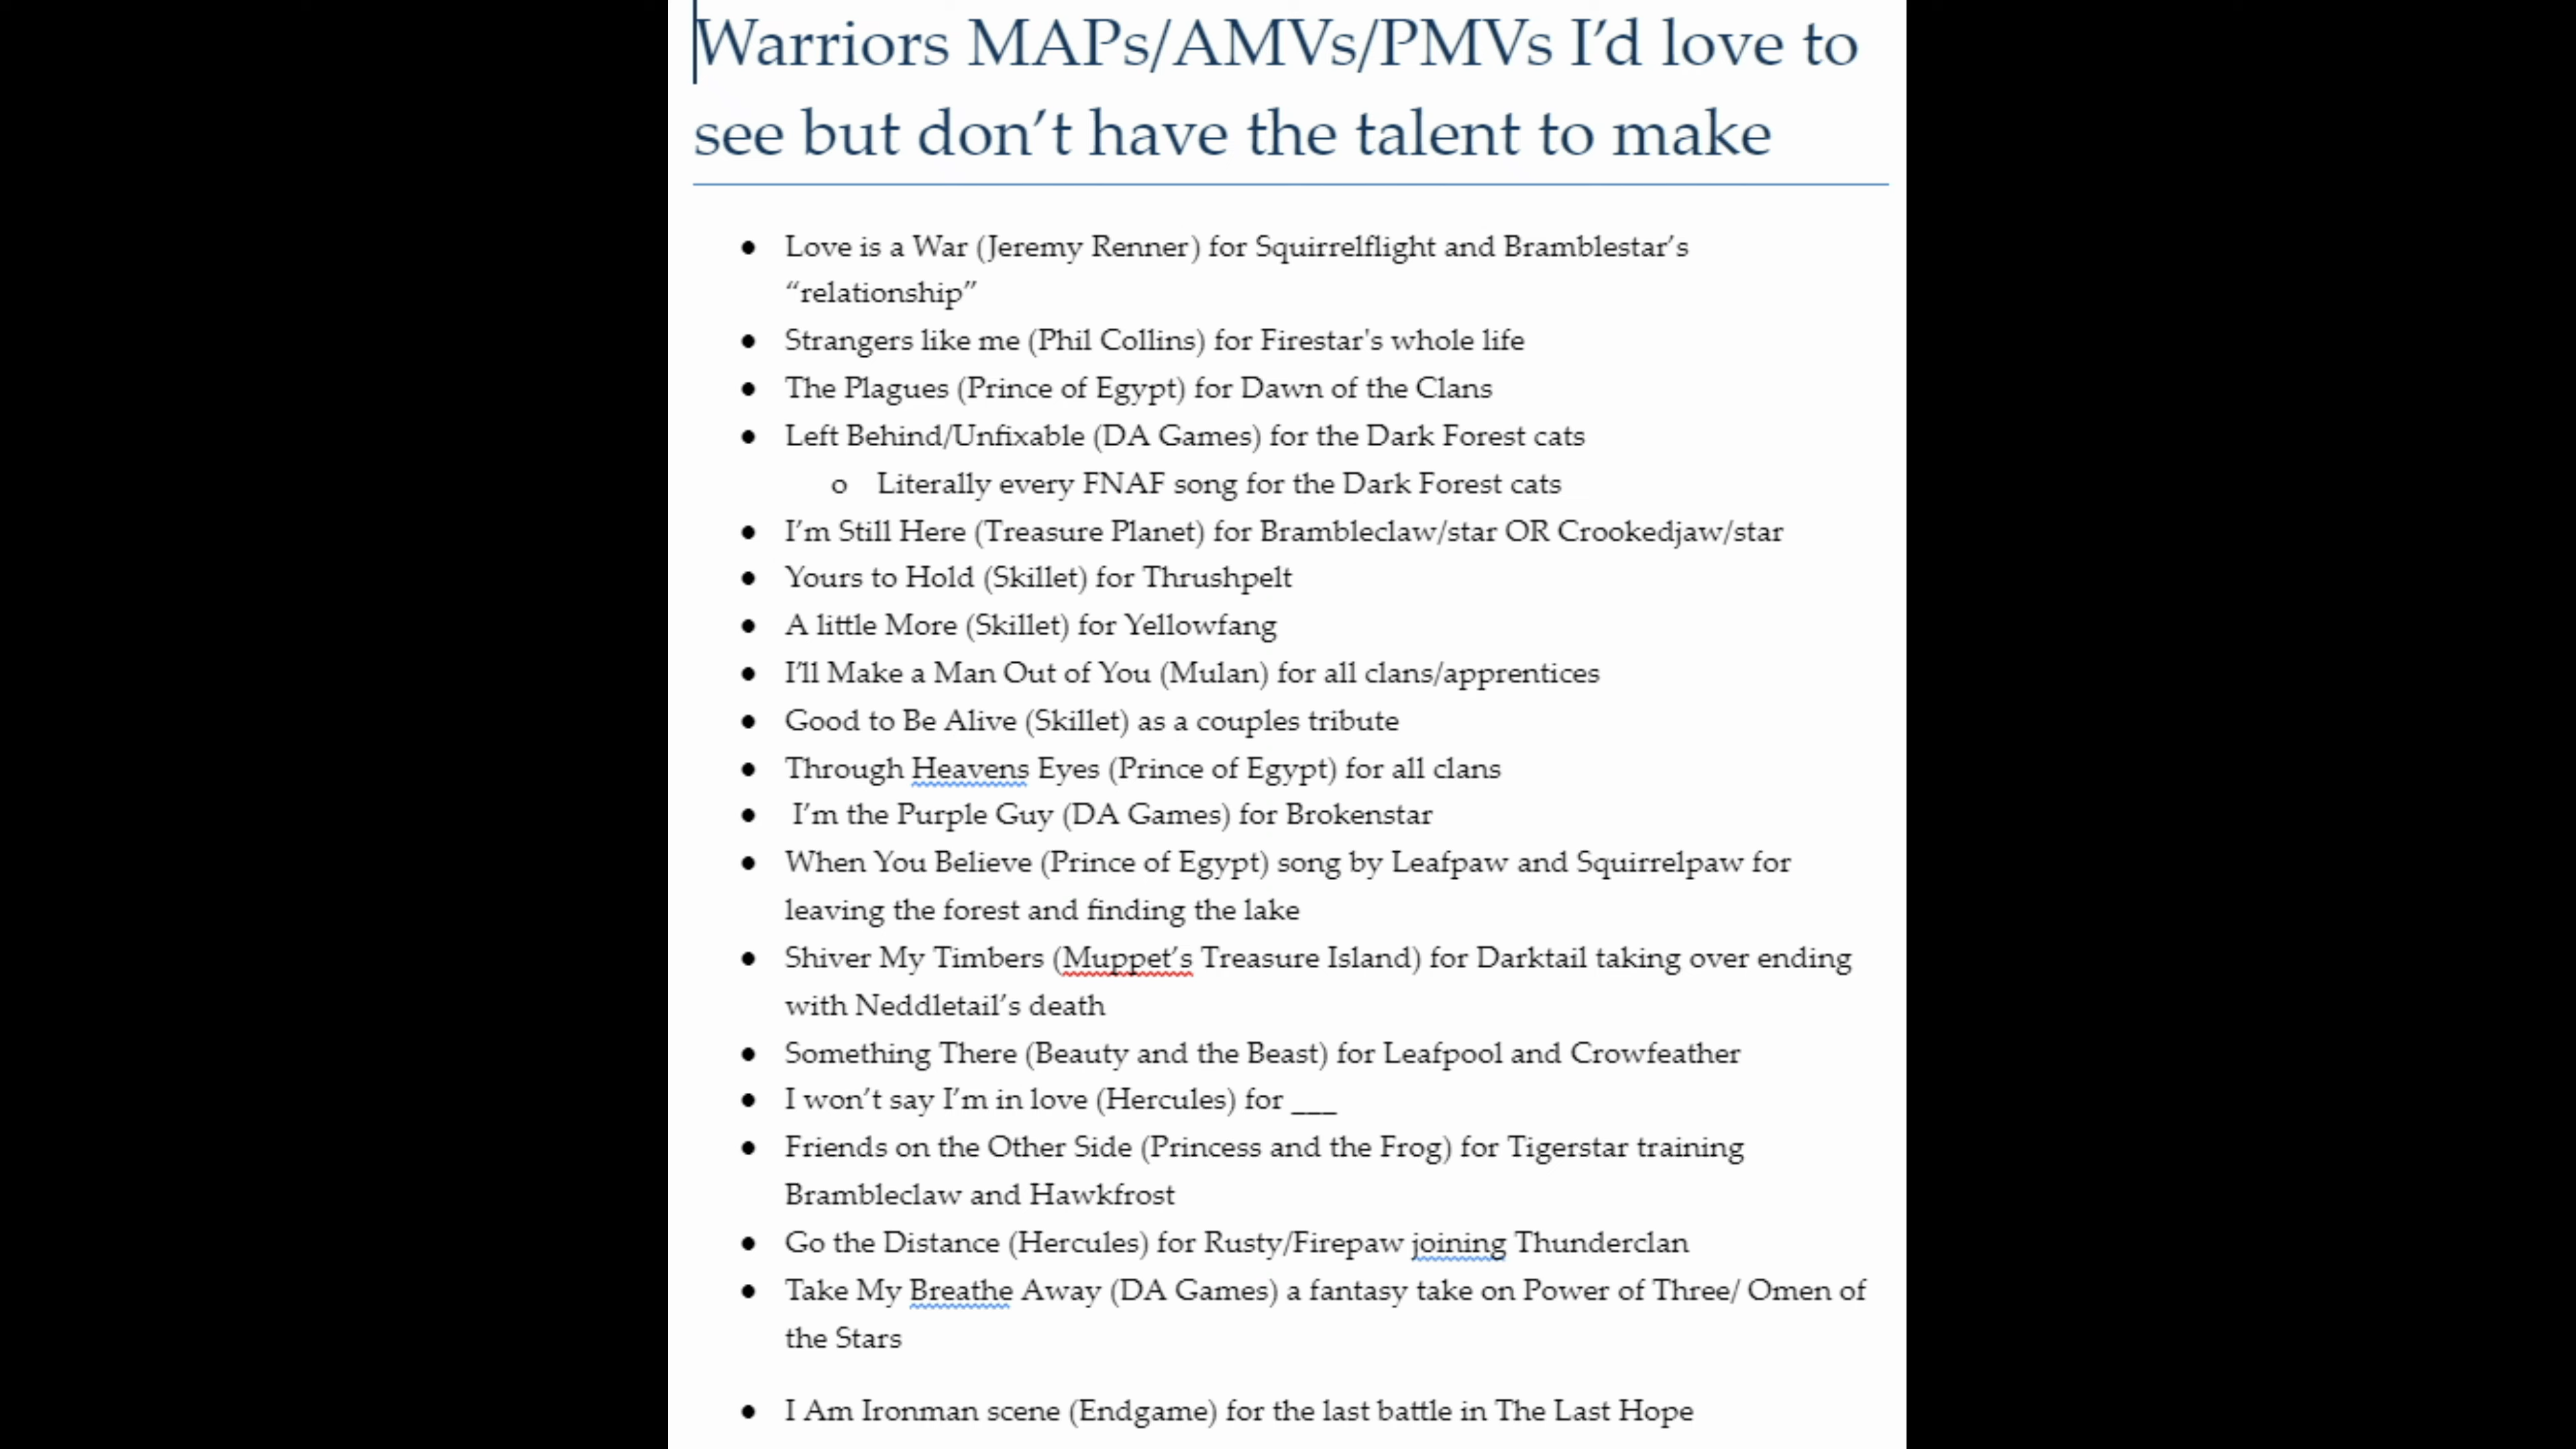 Warriors MAPs/AMVs/PMVs I’d love to
see but don’t have the talent to make
● Love is a War (Jeremy Renner) for Squirrelflight and Bramblestar’s
“relationship”
● Strangers like me (Phil Collins) for Firestar's whole life
● The Plagues (Prince of Egypt) for Dawn of the Clans
● Left Behind/Unfixable (DA Games) for the Dark Forest cats
o Literally every FNAF song for the Dark Forest cats
● I’m Still Here (Treasure Planet) for Brambleclaw/star OR Crookedjaw/star
● Yours to Hold (Skillet) for Thrushpelt
● A little More (Skillet) for Yellowfang
● I’ll Make a Man Out of You (Mulan) for all clans/apprentices
● Good to Be Alive (Skillet) as a couples tribute
● Through Heavens Eyes (Prince of Egypt) for all clans
● I’m the Purple Guy (DA Games) for Brokenstar
● When You Believe (Prince of Egypt) song by Leafpaw and Squirrelpaw for
leaving the forest and finding the lake
● Shiver My Timbers (Muppet’s Treasure Island) for Darktail taking over ending
with Neddletail’s death
● Something There (Beauty and the Beast) for Leafpool and Crowfeather
● I won’t say I’m in love (Hercules) for ___
● Friends on the Other Side (Princess and the Frog) for Tigerstar training
Brambleclaw and Hawkfrost
● Go the Distance (Hercules) for Rusty/Firepaw joining Thunderclan
● Take My Breathe Away (DA Games) a fantasy take on Power of Three/ Omen of
the Stars
● I Am Ironman scene (Endgame) for the last battle in The Last Hope